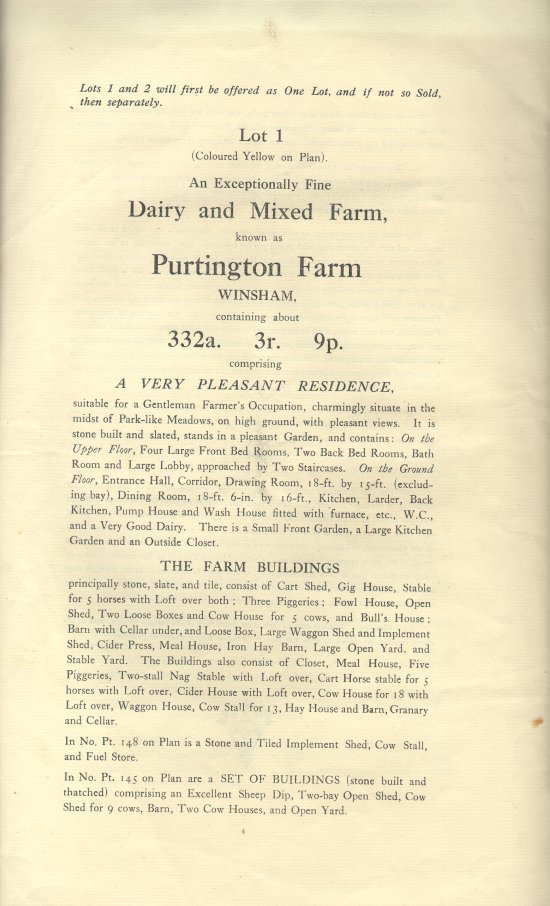 Lots 1 and 2 will first be offered as One Lot, and if not so Sold,
then separately.
Lot 1
(Coloured Yellow on Plan).
An Exceptionally Fine
Dairy and Mixed Farm,
known as
Purtington Farm
WINSHAM,
containing about
332a. 3r. 9p.
comprising
A VERY PLEASANT RESIDENCE,
suitable for a Gentleman Farmer's Occupation, charmingly situate in the
midst of Park-like Meadows, on high ground, with pleasant views. It is
stone built and slated, stands in a pleasant Garden, and contains: On the
Upper Floor, Four Large Front Bed Rooms, Two Back Bed Rooms, Bath
Room and Large Lobby, approached by Two Staircases. On the Ground
Floor, Entrance Hall, Corridor, Drawing Room, 18-ft. by 15-ft. (exclud-
ing bay), Dining Room, 18-ft. 6-in. by 16-ft., Kitchen, Larder, Back
Kitchen, Pump House and Wash House fitted with furnace, etc., W.C.,
and a Very Good Dairy. There is a Small Front Garden, a Large Kitchen
Garden and an Outside Closet.
THE FARM BUILDINGS
principally stone, slate, and tile, consist of Cart Shed, Gig House, Stable
for 5 horses with Loft over both; Three Piggeries; Fowl House, Open
Shed, Two Loose Boxes and Cow House for 5 cows, and Bull's House;
Barn with Cellar under, and Loose Box, Large Waggon Shed and Implement
Shed, Cider Press, Meal House, Iron Hay Barn, Large Open Yard, and
Stable Yard. The Buildings also consist of Closet, Meal House, Five
Piggeries, Two-stall Nag Stable with Loft over, Cart Horse stable for 5
horses with Loft over, Cider House with Loft over, Cow House for 18 with
Loft over, Waggon House, Cow Stall for 13, Hay House and Barn, Granary
and Cellar.
In No. Pt. 148 on Plan is a Stone and Tiled Implement Shed, Cow Stall,
and Fuel Store.
In No. Pt. 145 on Plan are a SET OF BUILDINGS (stone built and
thatched) comprising an Excellent Sheep Dip, Two-bay Open Shed, Cow
Shed for 9 cows, Barn, Two Cow Houses, and Open Yard.
4